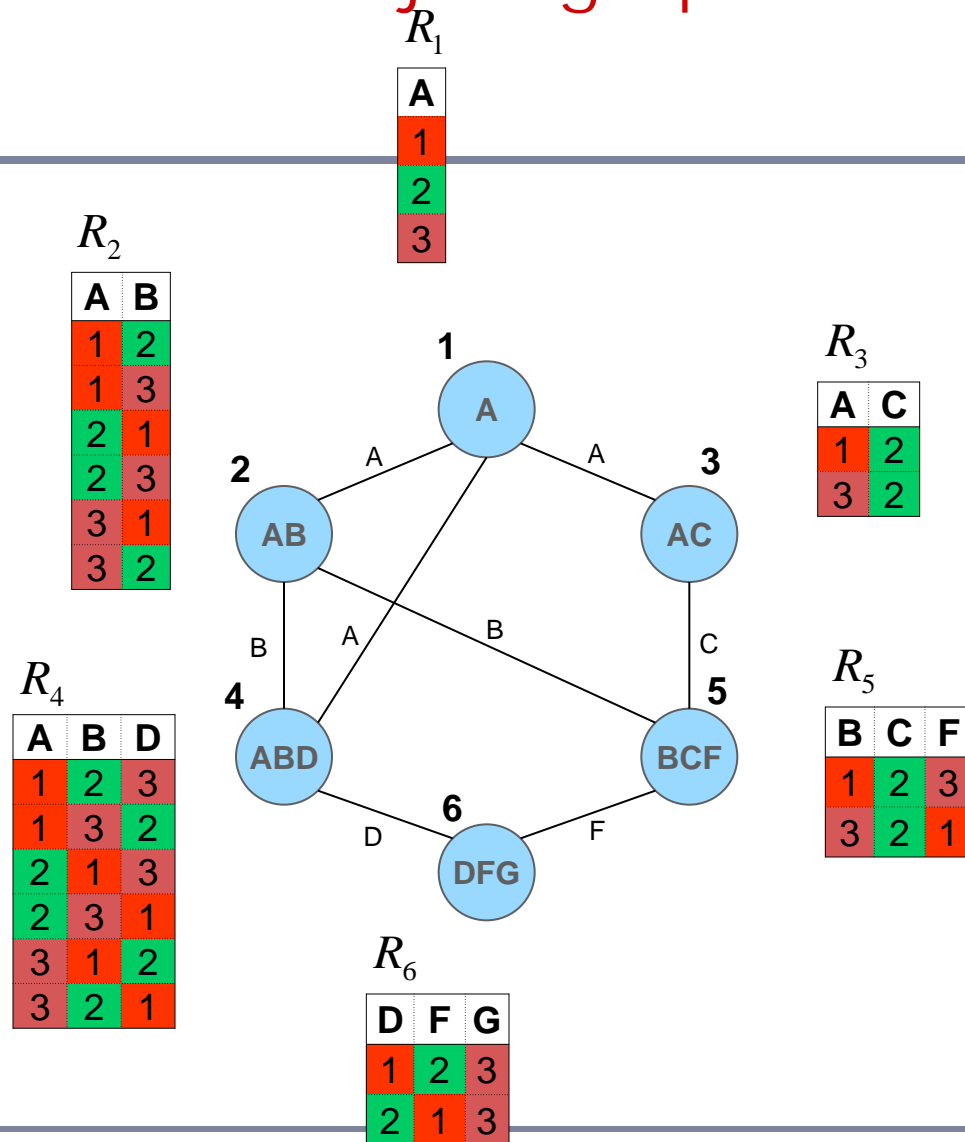 R1
A
1
2
3
R2
A B
1 2
1 3
2 1
2 3
3 1
3 2
R3
A C
1 2
3 2
1
A
2
AB
3
AC
A
A
B
A
B
C
4
ABD
5
BCF
6
DFG
D
F
R4
A B D
1 2 3
1 3 2
2 1 3
2 3 1
3 1 2
3 2 1
R5
B C F
1 2 3
3 2 1
R6
D F G
1 2 3
2 1 3